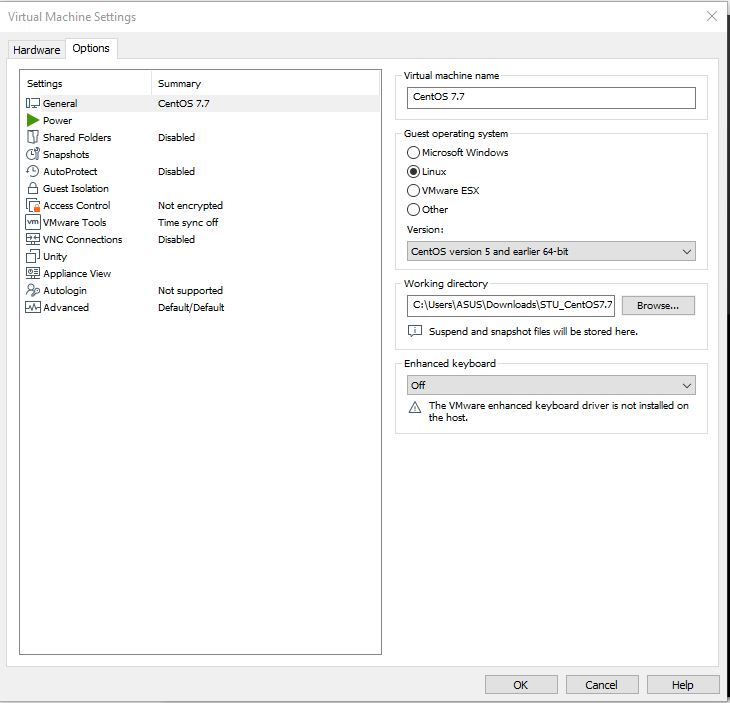 Virtual Machine Settings
Hardware Options
Settings Summary
General CentOS 7.7
Power
Shared Folders Disabled
Snapshots
AutoProtect Disabled
Guest Isolation
Access Control Not encrypted
vm VMware Tools Time sync off
VNC Connections Disabled
Unity
Appliance View
Autologin Not supported
Advanced Default/Default
Virtual machine name
CentOS 7.7
Guest operating system
Microsoft Windows
Linux
VMware ESX
Other
Version:
CentOS version 5 and earlier 64-bit
Working directory
C:\Users\ASUS\Downloads\STU_CentOS7.7 Browse...
Suspend and snapshot files will be stored here.
Enhanced keyboard
Off
The VMware enhanced keyboard driver is not installed on
the host.
OK Cancel Help